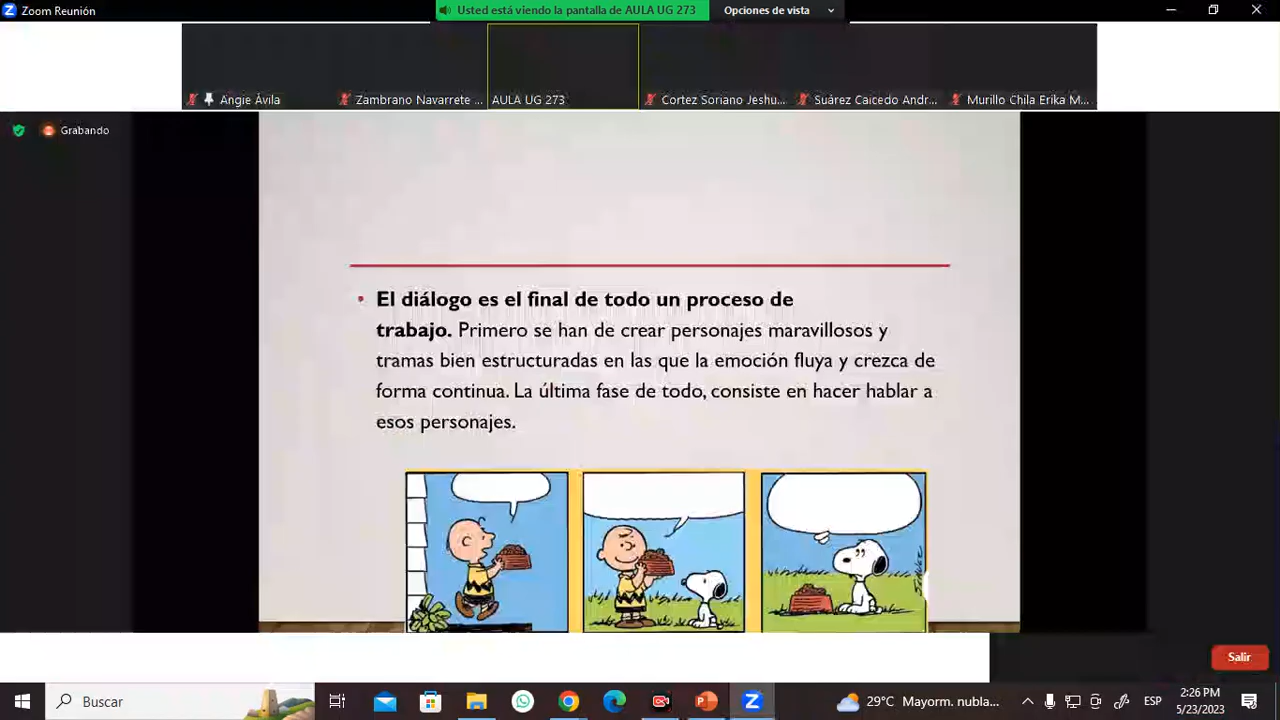 Zoom Reunión
Usted está viendo la pantalla de AULA UG 273
Opciones de vista
Angie Ávila
Zambrano Navarrete ...
AULA UG 273
Cortez Soriano Jeshu...
Suárez Caicedo Andr...
Murillo Chila Erika M...
Grabando
• El diálogo es el final de todo un proceso de
trabajo. Primero se han de crear personajes maravillosos y
tramas bien estructuradas en las que la emoción fluya y crezca de
forma continua. La última fase de todo, consiste en hacer hablar a
esos personajes.
Salir
Buscar
29°C Mayorm. nubla...
ESP
2:26 PM
5/23/2023